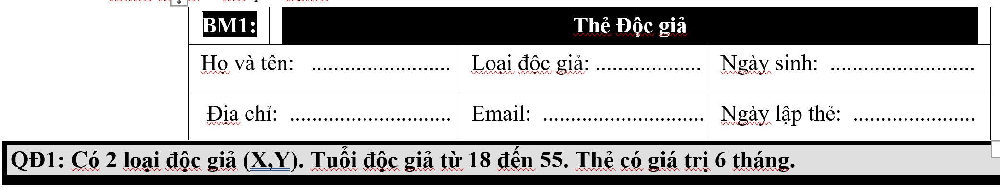 BM1: Thẻ Độc giả
Họ và tên: ......................... Loại độc giả: ................... Ngày sinh: ..........................
Địa chỉ: ............................. Email: ............................. Ngày lập thẻ: ......................
QĐ1: Có 2 loại độc giả (X,Y). Tuổi độc giả từ 18 đến 55. Thẻ có giá trị 6 tháng.